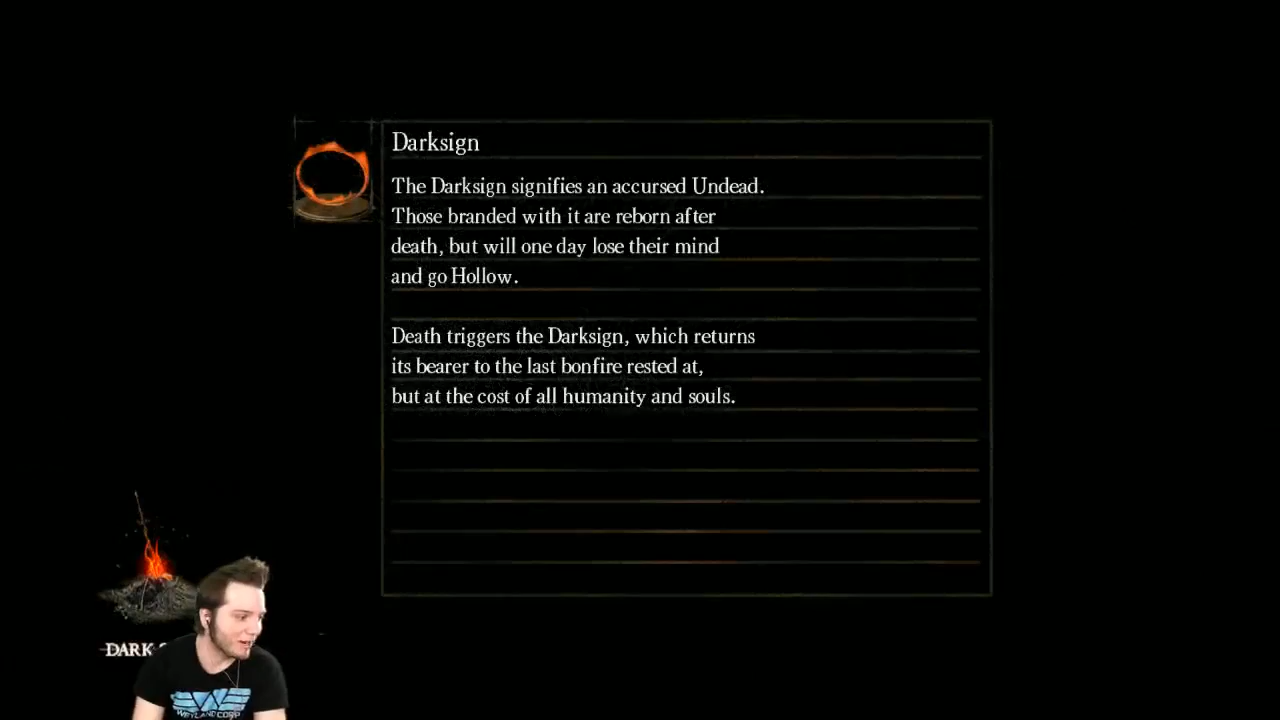 Darksign
The Darksign signifies an accursed Undead.
Those branded with it are reborn after
death, but will one day lose their mind
and go Hollow.
Death triggers the Darksign, which returns
its bearer to the last bonfire rested at,
but at the cost of all humanity and souls.
DARK
WEYLAND CORP